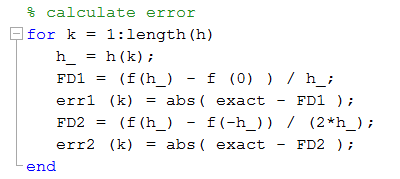 % calculate error
for k = 1:length(h)
h_ = h(k);
FD1 = (f(h_) - f (0) ) / h_;
err1 (k) = abs( exact - FD1 );
FD2 = (f(h_) - f(-h_)) / (2*h_);
err2 (k) = abs( exact - FD2 );
end